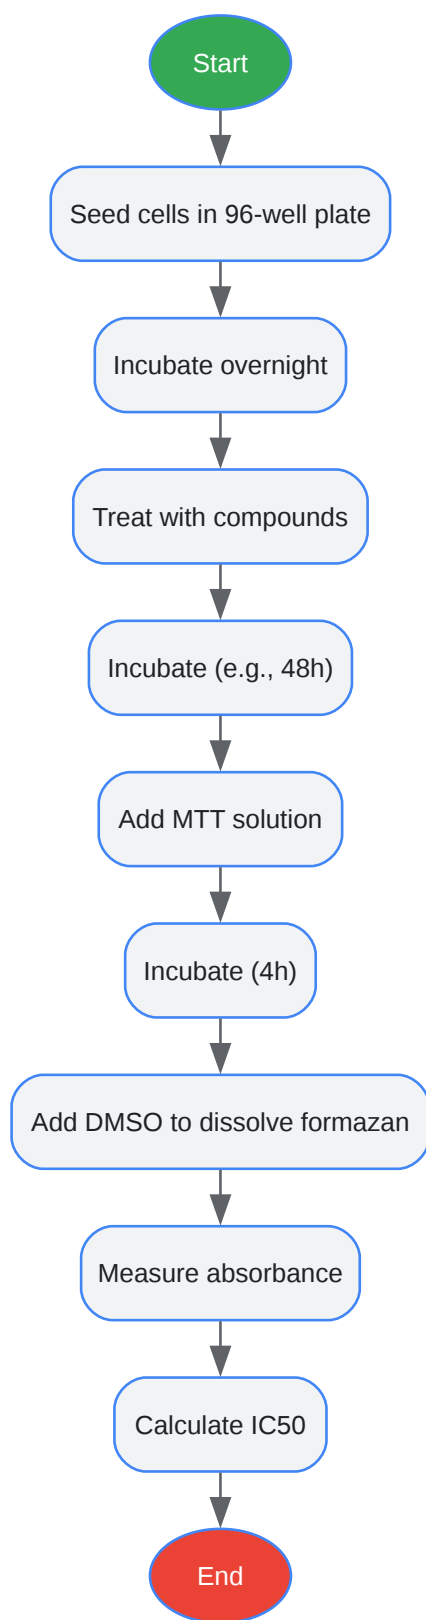 Start
Seed cells in 96-well plate
Incubate overnight
Treat with compounds
Incubate (e.g., 48h)
Add MTT solution
Incubate (4h)
Add DMSO to dissolve formazan
Measure absorbance
Calculate IC50
End